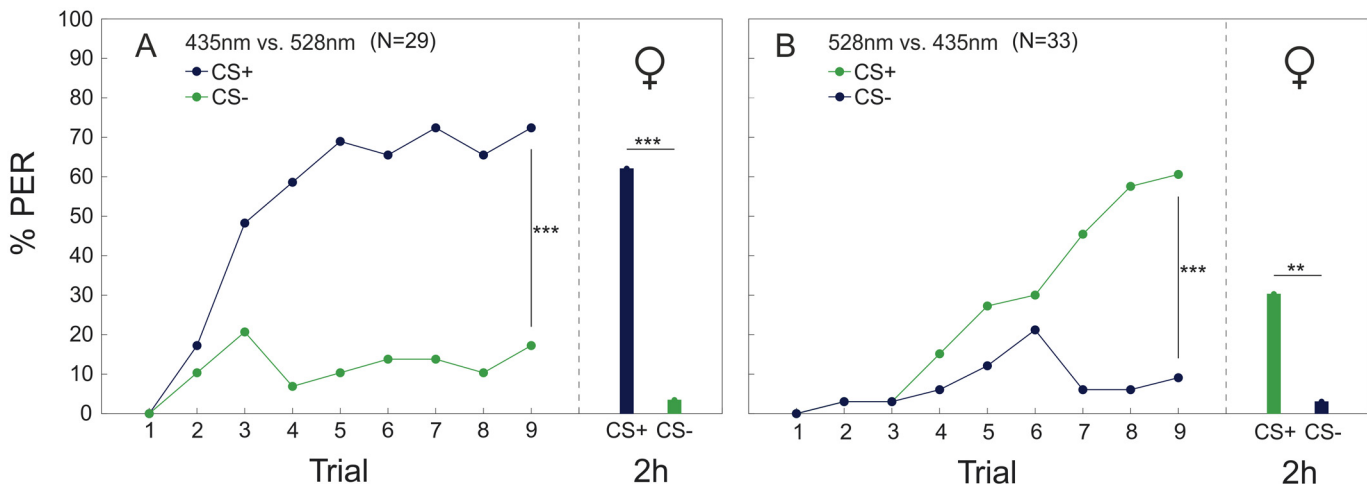 % PER
100
90
80
70
60
50
40
30
20
10
0
A 435nm vs. 528nm (N=29)
CS+
CS-
***
***
1 2 3 4 5 6 7 8 9
Trial
CS+ CS-
2h
B 528nm vs. 435nm (N=33)
CS+
CS-
***
**
1 2 3 4 5 6 7 8 9
Trial
CS+ CS-
2h